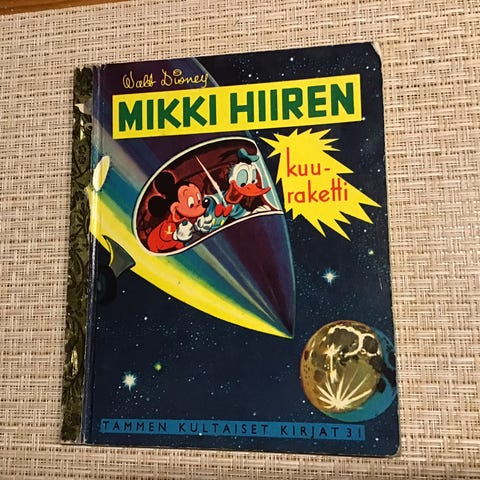 Walt Disney
MIKKI HIIREN
kuu-
raketti
TAMMEN KULTAISET KIRJAT 31